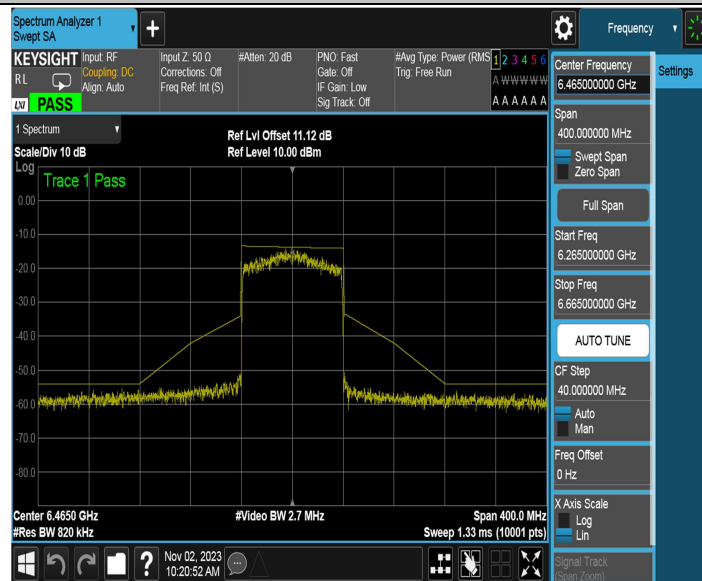 Spectrum Analyzer 1
Swept SA
+
Frequency
KEYSIGHT
RL
LXI
PASS
Input: RF
Coupling: DC
Align: Auto
Input Z: 50 Ω
Corrections: Off
Freq Ref: Int (S)
#Atten: 20 dB
PNO: Fast
Gate: Off
IF Gain: Low
Sig Track: Off
#Avg Type: Power (RMS
Trig: Free Run
1 2 3 4 5 6
A W W W W W
A A A A A A
1 Spectrum
Scale/Div 10 dB
Ref Lvl Offset 11.12 dB
Ref Level 10.00 dBm
Log
Trace 1 Pass
0.00
-10.0
-20.0
-30.0
-40.0
-50.0
-60.0
-70.0
-80.0
Center 6.4650 GHz
#Res BW 820 kHz
#Video BW 2.7 MHz
Span 400.0 MHz
Sweep 1.33 ms (10001 pts)
Center Frequency
6.465000000 GHz
Settings
Span
400.000000 MHz
Swept Span
Zero Span
Full Span
Start Freq
6.265000000 GHz
Stop Freq
6.665000000 GHz
AUTO TUNE
CF Step
40.000000 MHz
Auto
Man
Freq Offset
0 Hz
X Axis Scale
Log
Lin
Signal Track
(Span Zoom)
?
Nov 02, 2023
10:20:52 AM